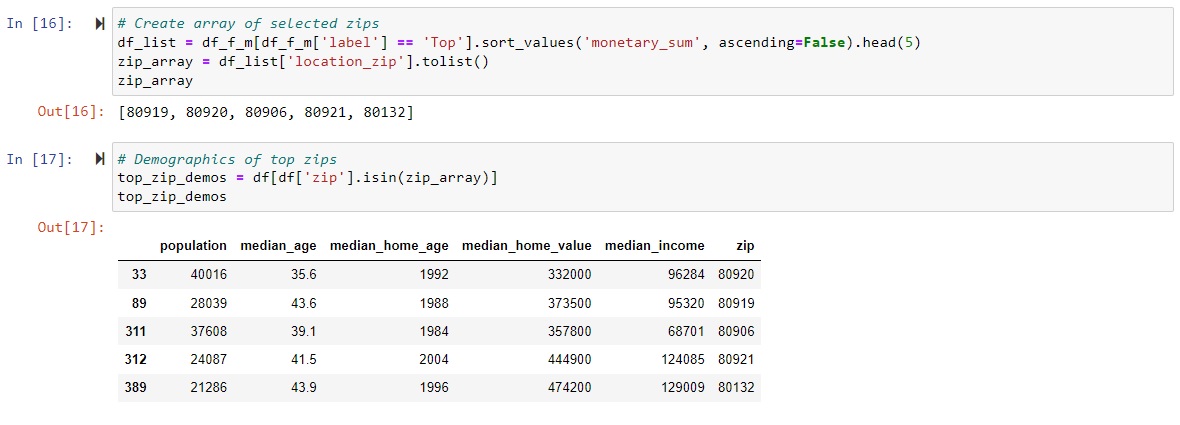 In [16]:
# Create array of selected zips
df_list = df_f_m[df_f_m['label'] == 'Top'].sort_values('monetary_sum', ascending=False).head(5)
zip_array = df_list['location_zip'].tolist()
zip_array
Out[16]: [80919, 80920, 80906, 80921, 80132]
In [17]:
# Demographics of top zips
top_zip_demos = df[df['zip'].isin(zip_array)]
top_zip_demos
Out[17]:
population median_age median_home_age median_home_value median_income zip
33 40016 35.6 1992 332000 96284 80920
89 28039 43.6 1988 373500 95320 80919
311 37608 39.1 1984 357800 68701 80906
312 24087 41.5 2004 444900 124085 80921
389 21286 43.9 1996 474200 129009 80132